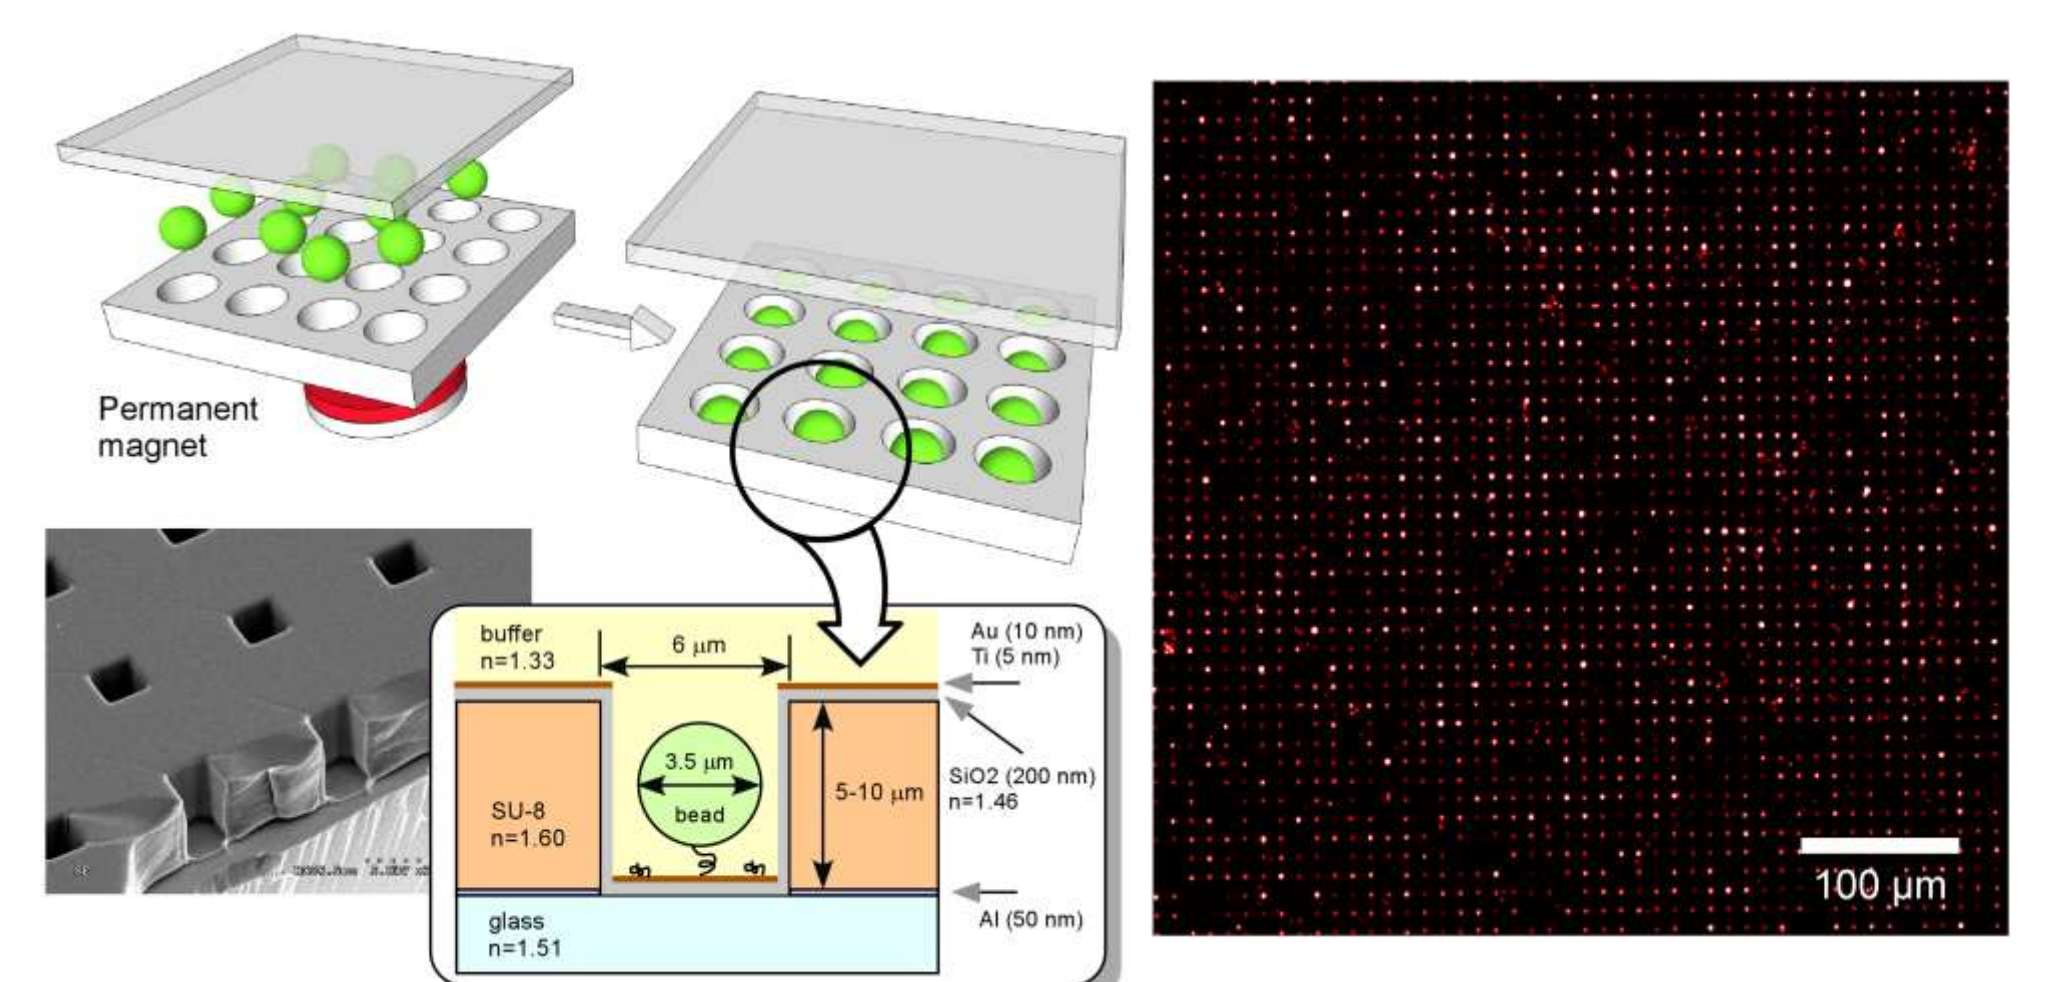 Permanent
magnet
buffer
n=1.33
6 μm
Au (10 nm)
Ti (5 nm)
3.5 μm
bead
5-10 μm
SiO2 (200 nm)
n=1.46
SU-8
n=1.60
glass
n=1.51
Al (50 nm)
100 μm